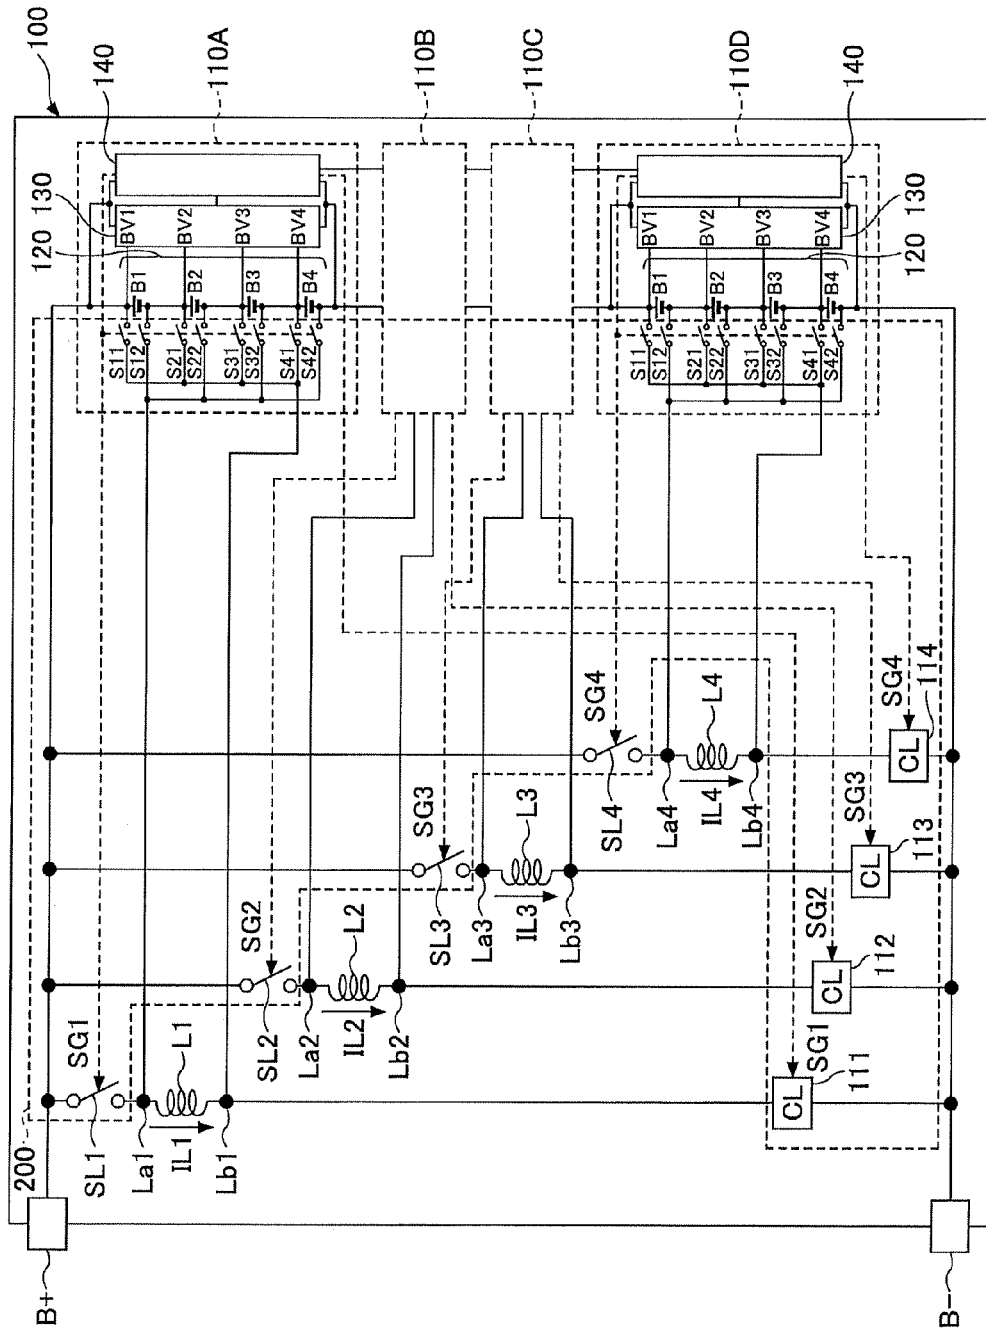 100
140
110A
110B
110C
110D
140
130
120
130
120
BV1
BV2
BV3
BV4
B1
B2
B3
B4
S11
S12
S21
S22
S31
S32
S41
S42
BV1
BV2
BV3
BV4
B1
B2
B3
B4
S11
S12
S21
S22
S31
S32
S41
S42
200
SG1
SL1
La1
L1
IL1
Lb1
SG2
SL2
La2
L2
IL2
Lb2
SG3
SL3
La3
L3
IL3
Lb3
SG4
SL4
La4
L4
IL4
Lb4
SG1
CL
111
SG2
CL
112
SG3
CL
113
SG4
CL
114
B+
B-